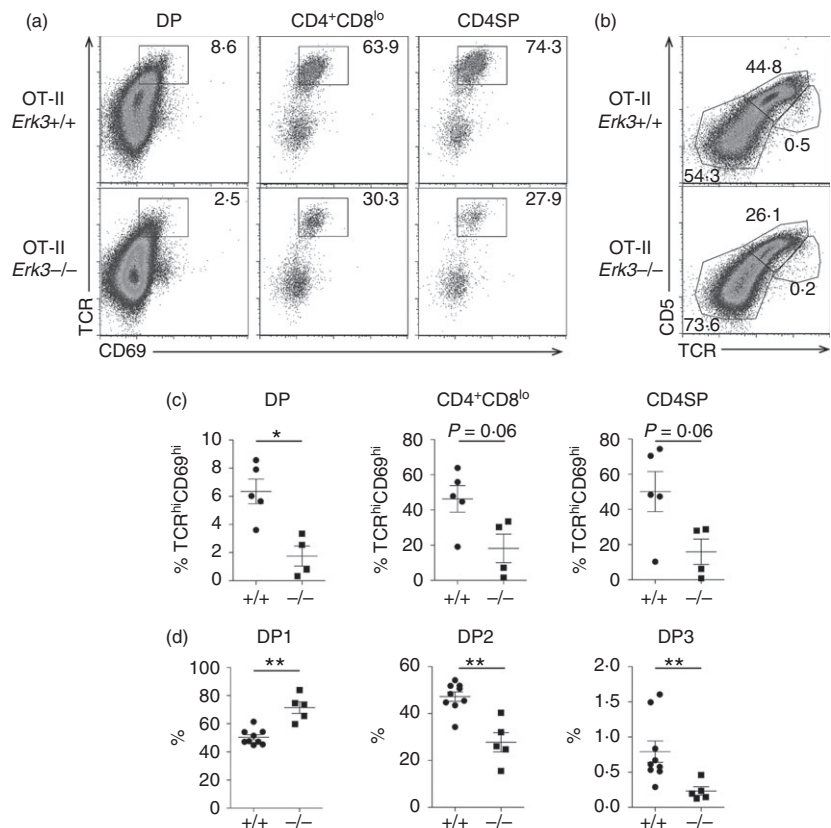 (a)
DP
CD4+CD8lo
CD4SP
(b)
OT-II
Erk3+/+
8·6
63·9
74·3
OT-II
Erk3+/+
44·8
0·5
54·3
OT-II
Erk3–/–
2·5
30·3
27·9
OT-II
Erk3–/–
26·1
0·2
73·6
TCR
CD69
CD5
TCR
(c)
DP
CD4+CD8lo
CD4SP
% TCRhiCD69hi
10
8
6
4
2
0
*
+/+
–/–
% TCRhiCD69hi
80
60
40
20
0
P = 0·06
+/+
–/–
% TCRhiCD69hi
80
60
40
20
0
P = 0·06
+/+
–/–
(d)
DP1
DP2
DP3
%
100
80
60
40
20
0
**
+/+
–/–
%
60
40
20
0
**
+/+
–/–
%
2·0
1·5
1·0
0·5
0·0
**
+/+
–/–